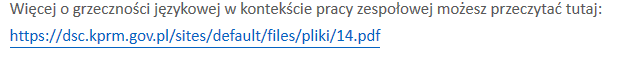 Więcej o grzeczności językowej w kontekście pracy zespołowej możesz przeczytać tutaj:
https://dsc.kprm.gov.pl/sites/default/files/pliki/14.pdf